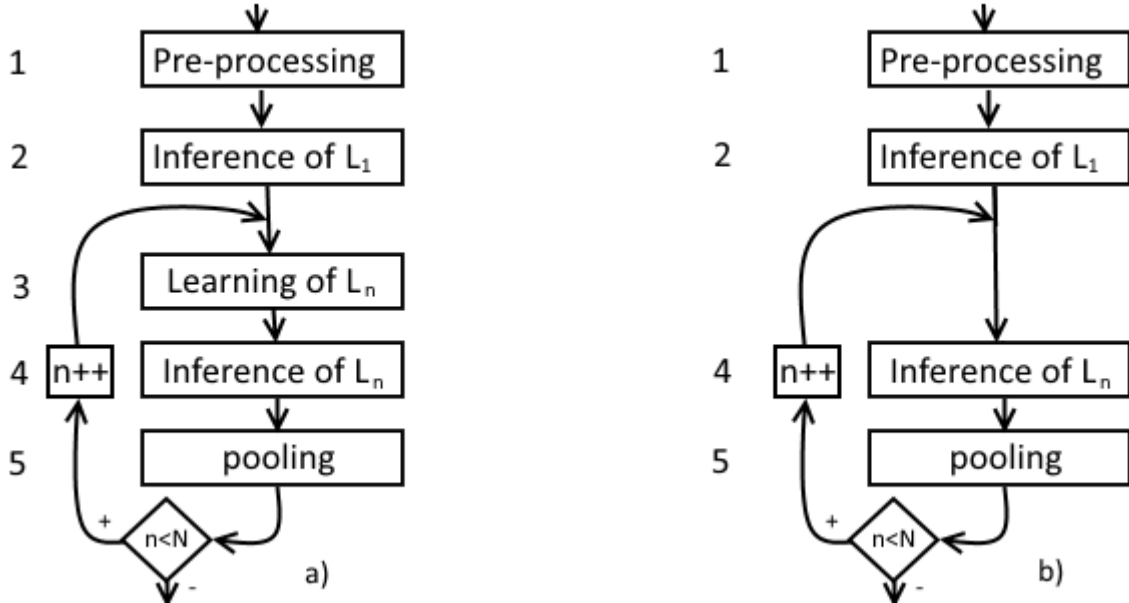 1 Pre-processing
2 Inference of L₁
3 Learning of Lₙ
4 n++ Inference of Lₙ
5 pooling
+ n<N -
a)
1 Pre-processing
2 Inference of L₁
4 n++ Inference of Lₙ
5 pooling
+ n<N -
b)